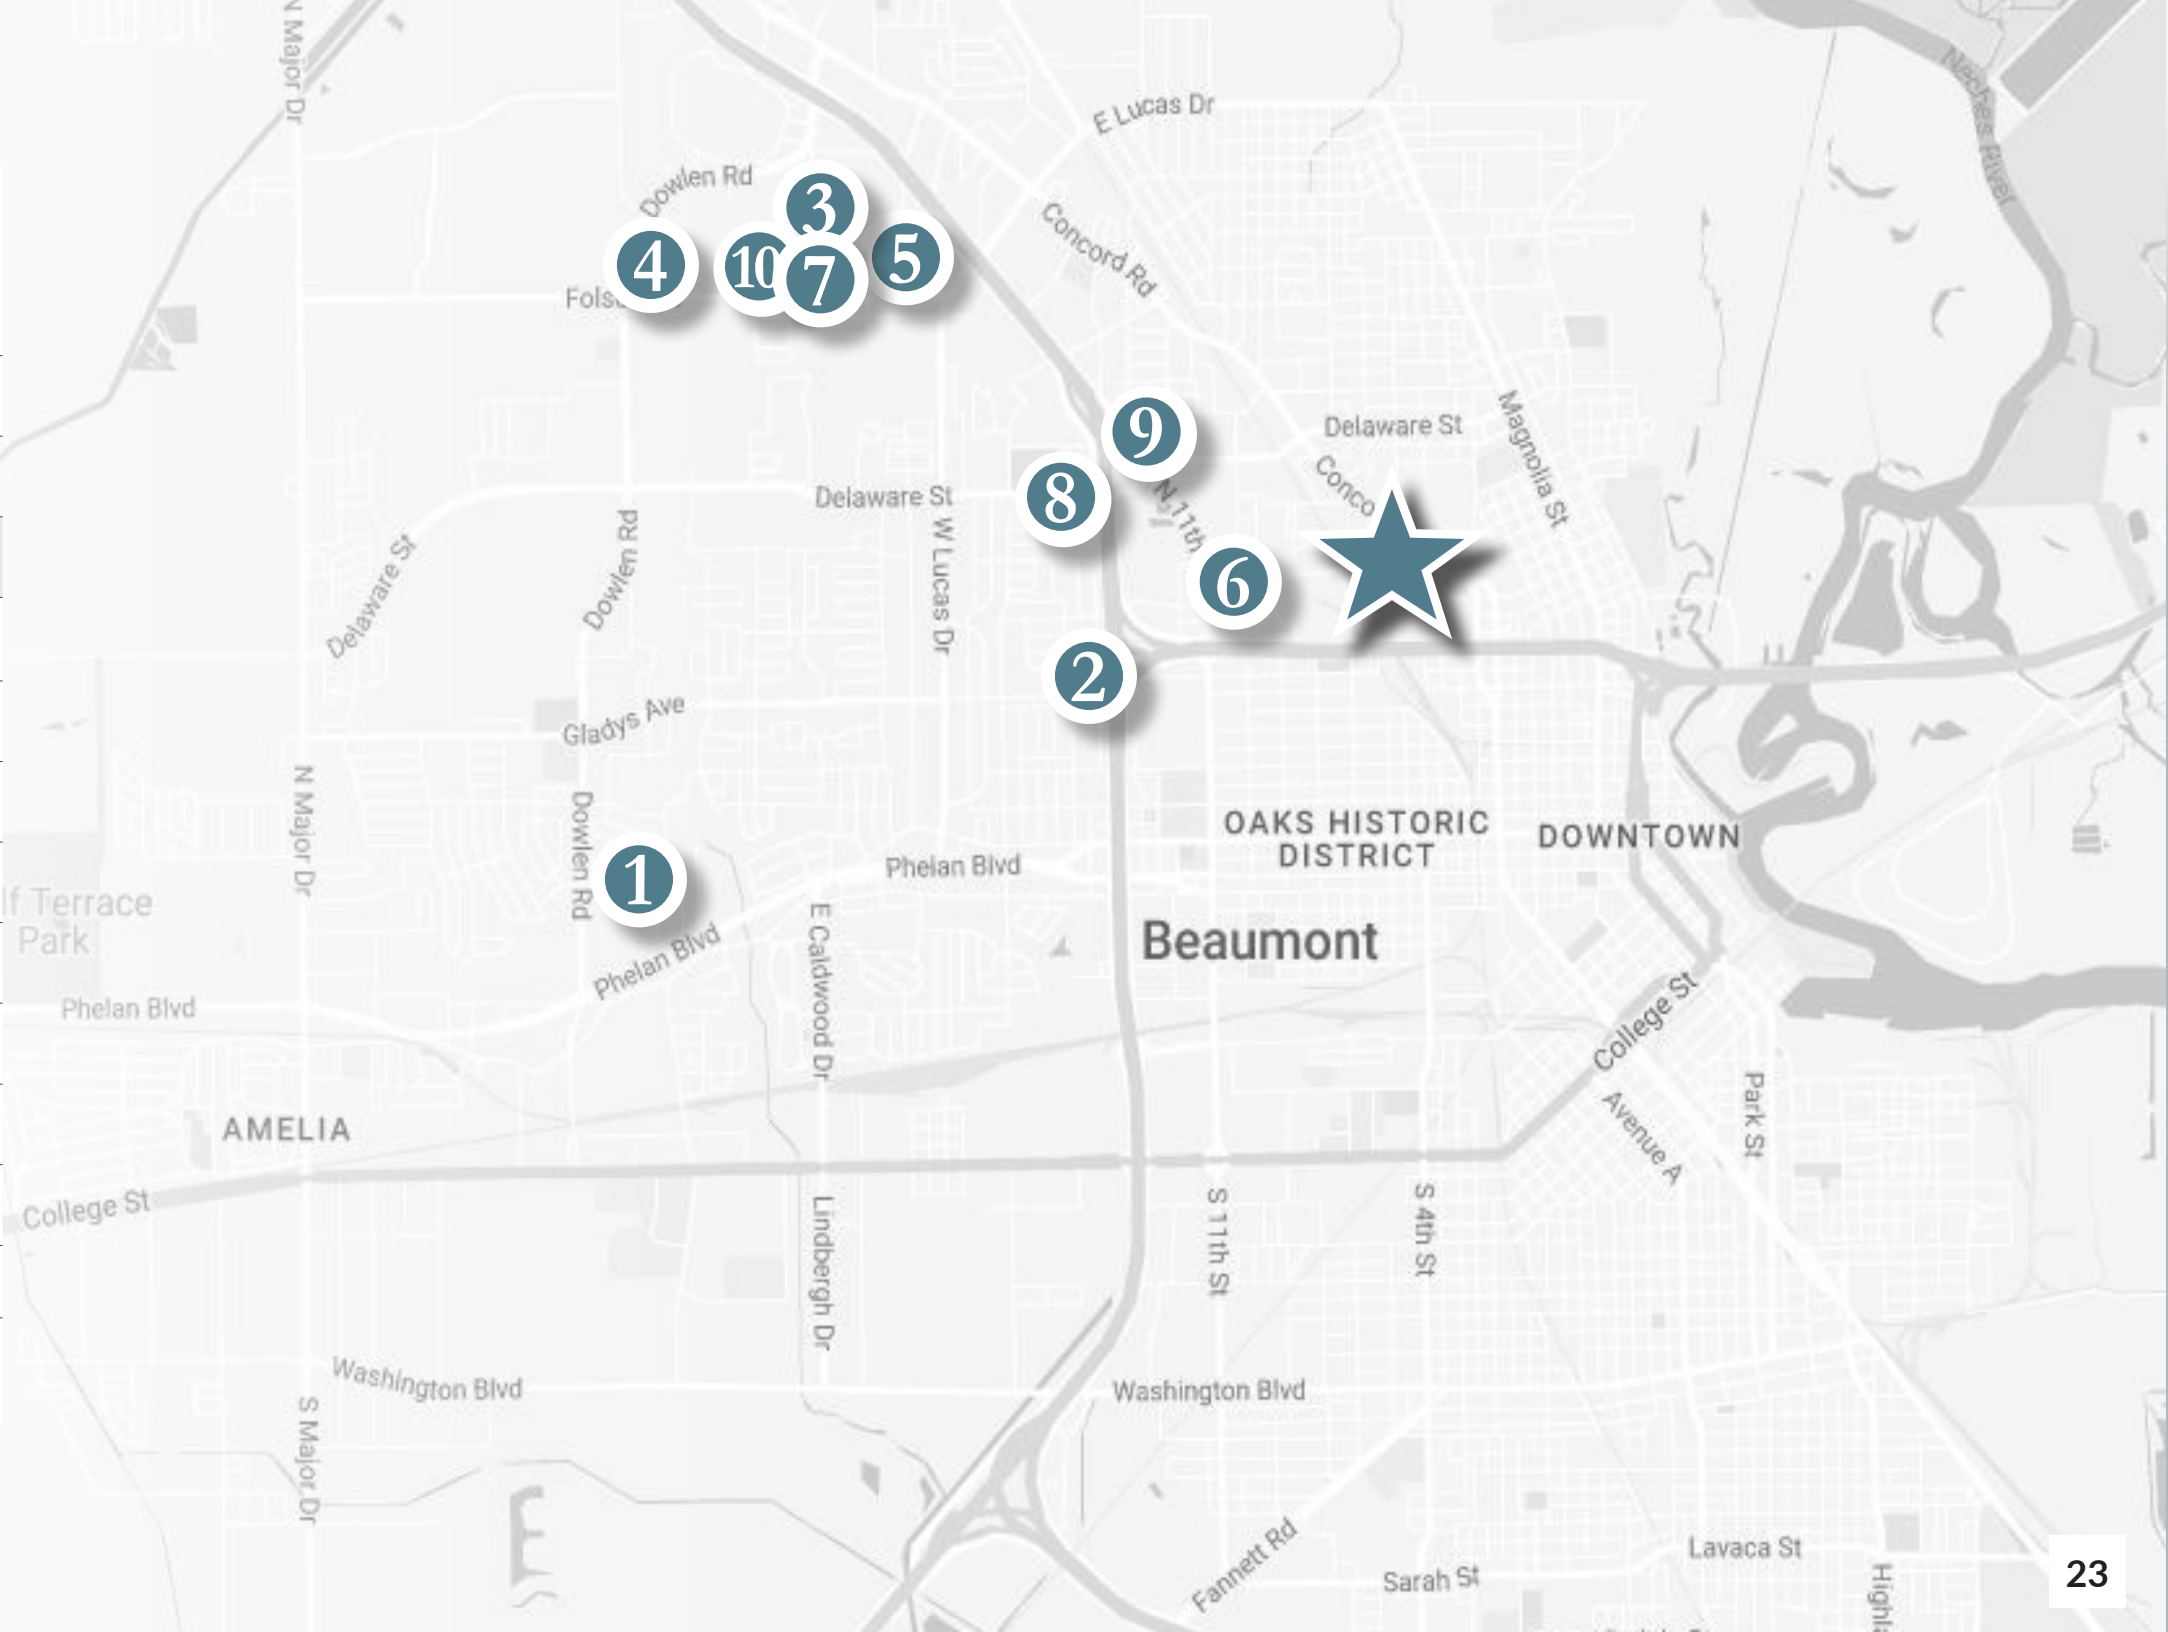 N Major Dr
E Lucas Dr
Neches River
Dowlen Rd
3
Concord Rd
4
10
7
5
9
Delaware St
Magnolia St
8
Delaware St
N 11th
Dowlen Rd
W Lucas Dr
Delaware St
6
2
Gladys Ave
N Major Dr
Dowlen Rd
OAKS HISTORIC
DISTRICT
DOWNTOWN
1
Phelan Blvd
lf Terrace
Park
E Caldwood Dr
Phelan Blvd
Beaumont
Phelan Blvd
College St
AMELIA
Park St
Avenue A
College St
Lindbergh Dr
S 11th St
S 4th St
Washington Blvd
Washington Blvd
S Major Dr
Fannett Rd
Sarah St
Lavaca St
23